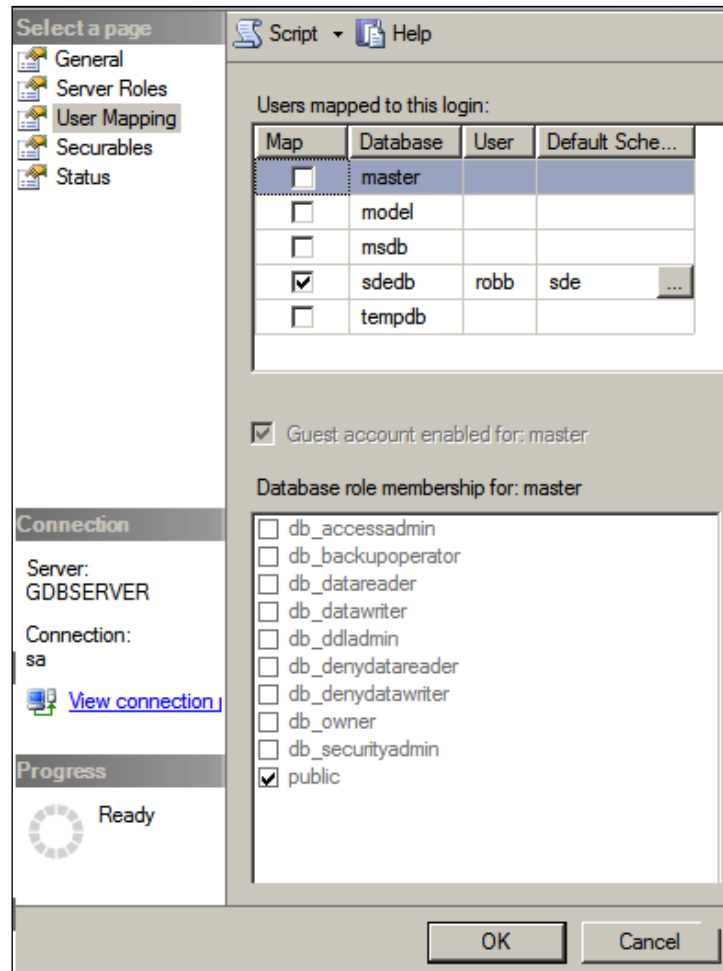 Select a page
General
Server Roles
User Mapping
Securables
Status
Script Help
Users mapped to this login:
Map Database User Default Sche...
master
model
msdb
sdedb robb sde ...
tempdb
Guest account enabled for: master
Database role membership for: master
db_accessadmin
db_backupoperator
db_datareader
db_datawriter
db_ddladmin
db_denydatareader
db_denydatawriter
db_owner
db_securityadmin
public
Connection
Server:
GDBSERVER
Connection:
sa
View connection
Progress
Ready
OK Cancel